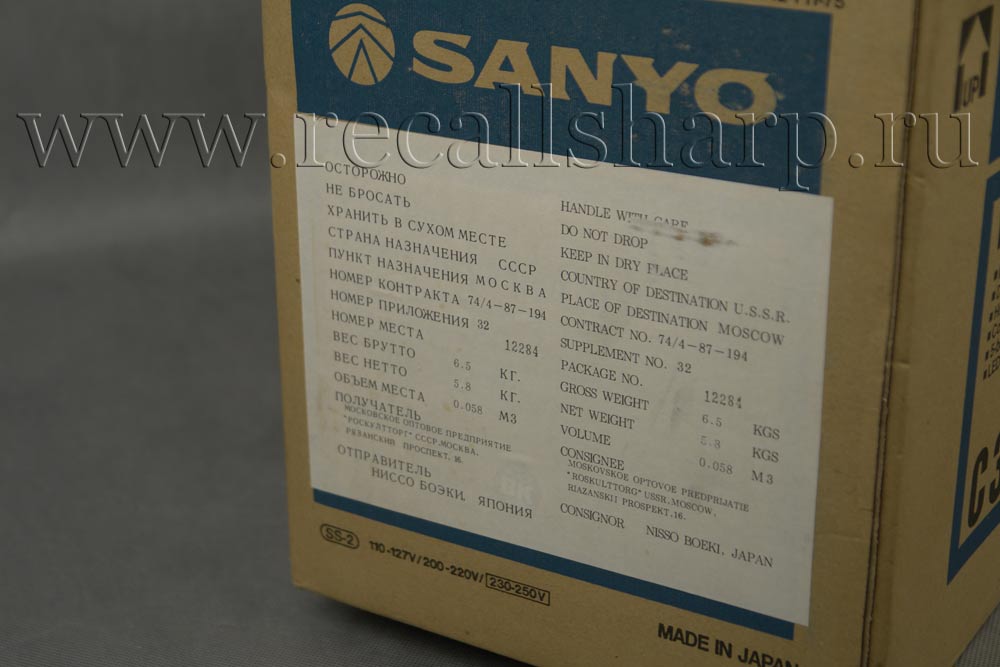 SANYO
www.recallsharp.ru
UP
ОСТОРОЖНО
НЕ БРОСАТЬ
ХРАНИТЬ В СУХОМ МЕСТЕ
СТРАНА НАЗНАЧЕНИЯ СССР
ПУНКТ НАЗНАЧЕНИЯ МОСКВА
НОМЕР КОНТРАКТА 74/4-87-194
НОМЕР ПРИЛОЖЕНИЯ 32
НОМЕР МЕСТА 12284
ВЕС БРУТТО 6.5 КГ.
ВЕС НЕТТО 5.8 КГ.
ОБЪЕМ МЕСТА 0.058 М3
ПОЛУЧАТЕЛЬ
МОСКОВСКОЕ ОПТОВОЕ ПРЕДПРИЯТИЕ
"РОСКУЛТТОРГ" СССР,МОСКВА,
РЯЗАНСКИЙ ПРОСПЕКТ, 16.
ОТПРАВИТЕЛЬ
НИССО БОЭКИ, ЯПОНИЯ
HANDLE WITH CARE
DO NOT DROP
KEEP IN DRY PLACE
COUNTRY OF DESTINATION U.S.S.R.
PLACE OF DESTINATION MOSCOW
CONTRACT NO. 74/4-87-194
SUPPLEMENT NO. 32
PACKAGE NO. 12284
GROSS WEIGHT 6.5 KGS
NET WEIGHT 5.8 KGS
VOLUME 0.058 M3
CONSIGNEE
MOSKOVSKOE OPTOVOE PREDPRIJATIE
"ROSKULTTORG" USSR,MOSCOW,
RIAZANSKII PROSPEKT,16.
CONSIGNOR NISSO BOEKI, JAPAN
SS-2 110-127V/200-220V/230-250V
MADE IN JAPAN